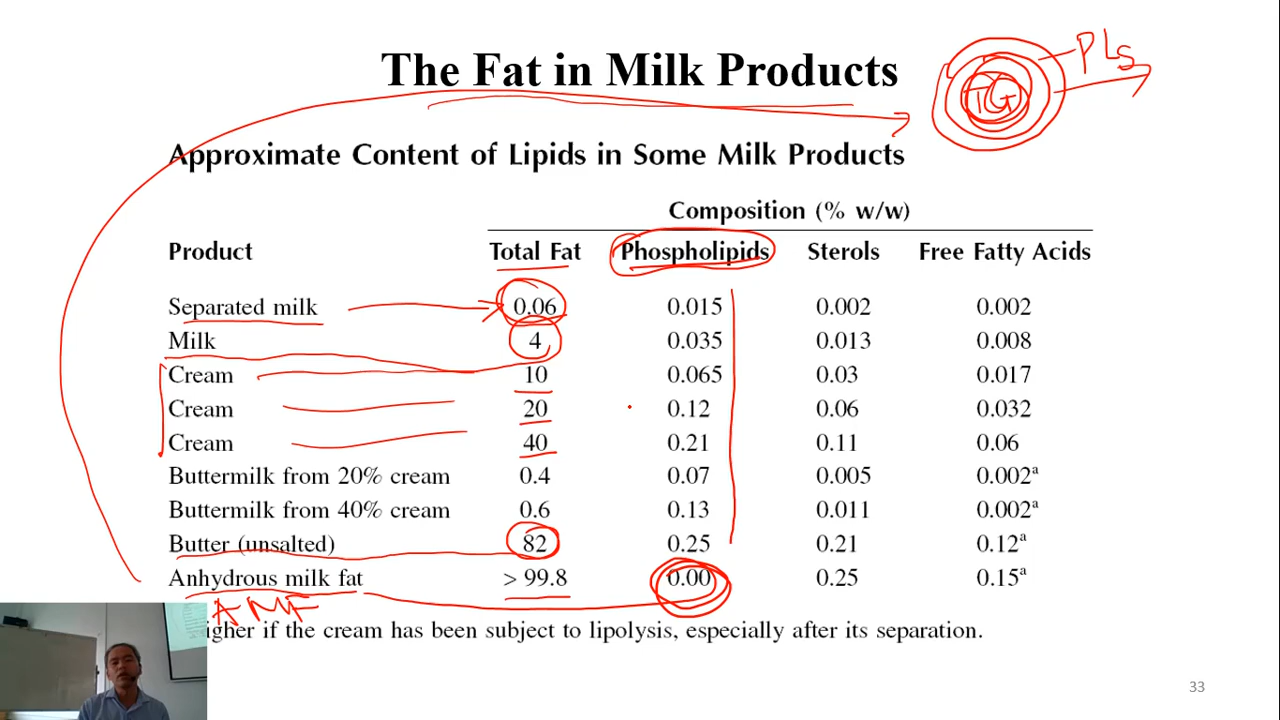 The Fat in Milk Products
PLs
TG
Approximate Content of Lipids in Some Milk Products
Composition (% w/w)
Product Total Fat Phospholipids Sterols Free Fatty Acids
Separated milk 0.06 0.015 0.002 0.002
Milk 4 0.035 0.013 0.008
Cream 10 0.065 0.03 0.017
Cream 20 0.12 0.06 0.032
Cream 40 0.21 0.11 0.06
Buttermilk from 20% cream 0.4 0.07 0.005 0.002ᵃ
Buttermilk from 40% cream 0.6 0.13 0.011 0.002ᵃ
Butter (unsalted) 82 0.25 0.21 0.12ᵃ
Anhydrous milk fat > 99.8 0.00 0.25 0.15ᵃ
AMF
igher if the cream has been subject to lipolysis, especially after its separation.
33